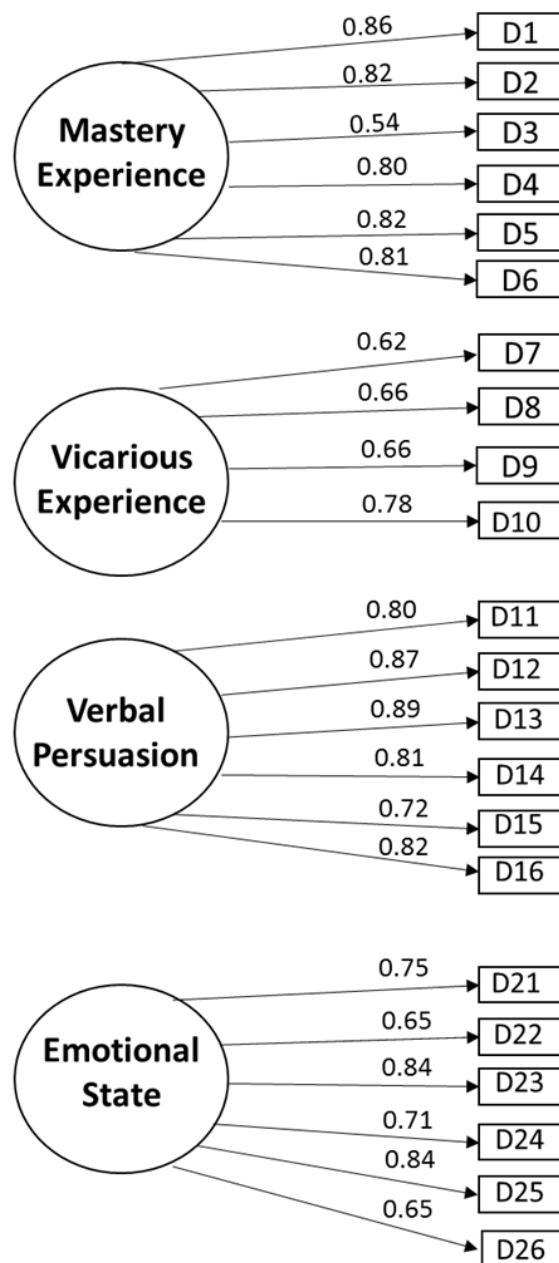 0.86
D1
0.82
D2
Mastery
Experience
0.54
D3
0.80
D4
0.82
D5
0.81
D6
0.62
D7
0.66
D8
Vicarious
Experience
0.66
D9
0.78
D10
0.80
D11
0.87
D12
Verbal
Persuasion
0.89
D13
0.81
D14
0.72
D15
0.82
D16
0.75
D21
0.65
D22
Emotional
State
0.84
D23
0.71
D24
0.84
D25
0.65
D26